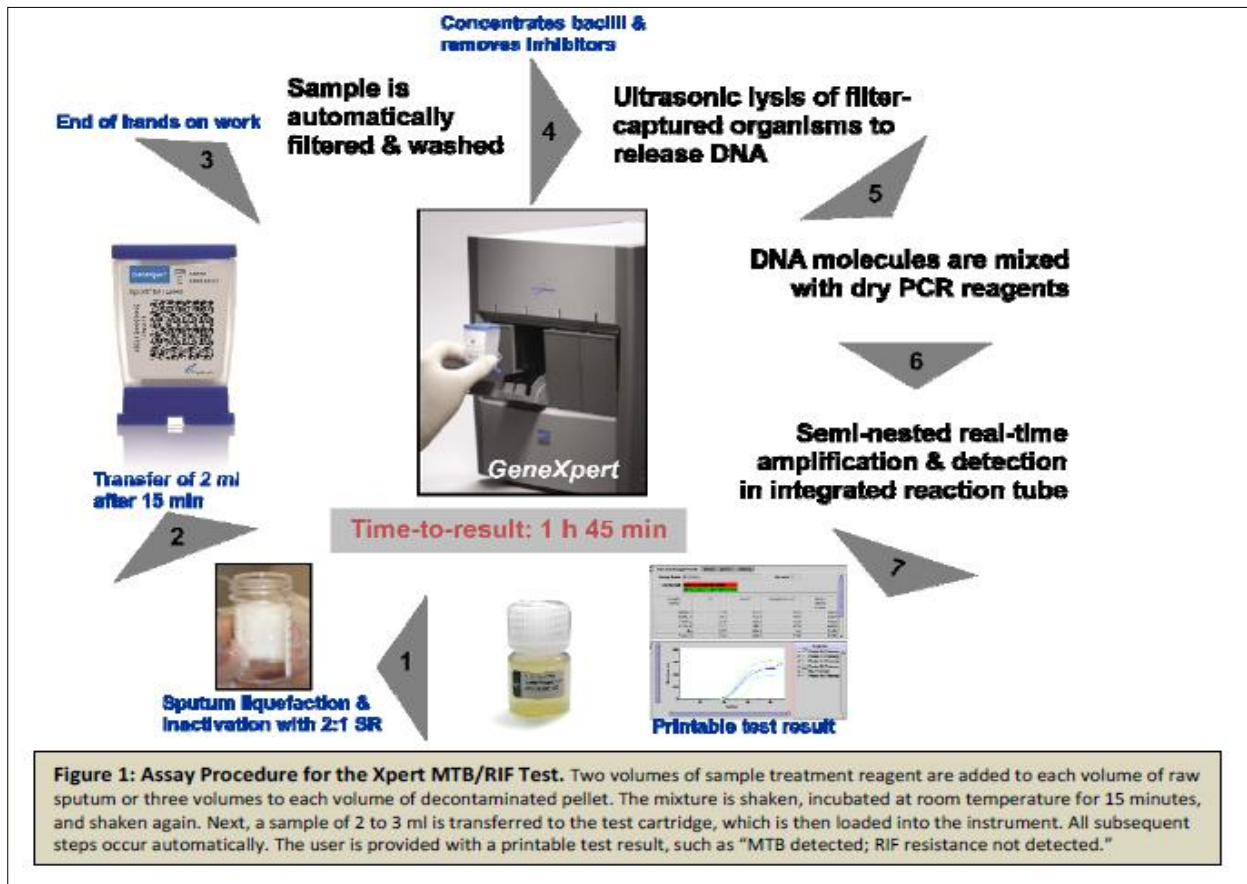 Concentrates bacilli &
removes inhibitors
Sample is
automatically
filtered & washed
4
Ultrasonic lysis of filter-
captured organisms to
release DNA
End of hands on work
3
5
DNA molecules are mixed
with dry PCR reagents
6
GeneXpert
Semi-nested real-time
amplification & detection
in integrated reaction tube
Transfer of 2 ml
after 15 min
2
Time-to-result: 1 h 45 min
7
1
Sputum liquefaction &
inactivation with 2:1 SR
Printable test result
Figure 1: Assay Procedure for the Xpert MTB/RIF Test. Two volumes of sample treatment reagent are added to each volume of raw
sputum or three volumes to each volume of decontaminated pellet. The mixture is shaken, incubated at room temperature for 15 minutes,
and shaken again. Next, a sample of 2 to 3 ml is transferred to the test cartridge, which is then loaded into the instrument. All subsequent
steps occur automatically. The user is provided with a printable test result, such as “MTB detected; RIF resistance not detected.”